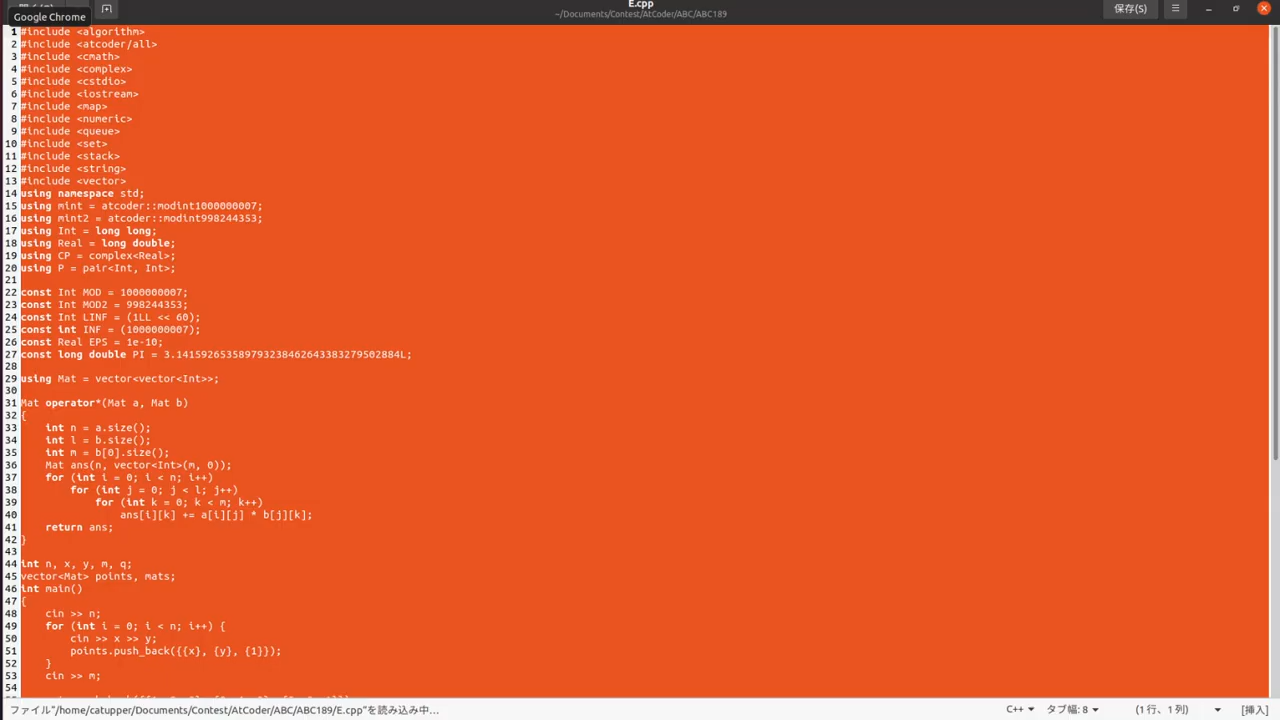 Google Chrome
E.cpp
~/Documents/Contest/AtCoder/ABC/ABC189
保存(S)
1 #include <algorithm>
2 #include <atcoder/all>
3 #include <cmath>
4 #include <complex>
5 #include <cstdio>
6 #include <iostream>
7 #include <map>
8 #include <numeric>
9 #include <queue>
10 #include <set>
11 #include <stack>
12 #include <string>
13 #include <vector>
14 using namespace std;
15 using mint = atcoder::modint1000000007;
16 using mint2 = atcoder::modint998244353;
17 using Int = long long;
18 using Real = long double;
19 using CP = complex<Real>;
20 using P = pair<Int, Int>;
21
22 const Int MOD = 1000000007;
23 const Int MOD2 = 998244353;
24 const Int LINF = (1LL << 60);
25 const int INF = (1000000007);
26 const Real EPS = 1e-10;
27 const long double PI = 3.141592653589793238462643383279502884L;
28
29 using Mat = vector<vector<Int>>;
30
31 Mat operator*(Mat a, Mat b)
32 {
33     int n = a.size();
34     int l = b.size();
35     int m = b[0].size();
36     Mat ans(n, vector<Int>(m, 0));
37     for (int i = 0; i < n; i++)
38         for (int j = 0; j < l; j++)
39             for (int k = 0; k < m; k++)
40                 ans[i][k] += a[i][j] * b[j][k];
41     return ans;
42 }
43
44 int n, x, y, m, q;
45 vector<Mat> points, mats;
46 int main()
47 {
48     cin >> n;
49     for (int i = 0; i < n; i++) {
50         cin >> x >> y;
51         points.push_back({{x}, {y}, {1}});
52     }
53     cin >> m;
54
ファイル"/home/catupper/Documents/Contest/AtCoder/ABC/ABC189/E.cpp"を読み込み中... C++ タブ幅: 8 (1行、1列) [挿入]